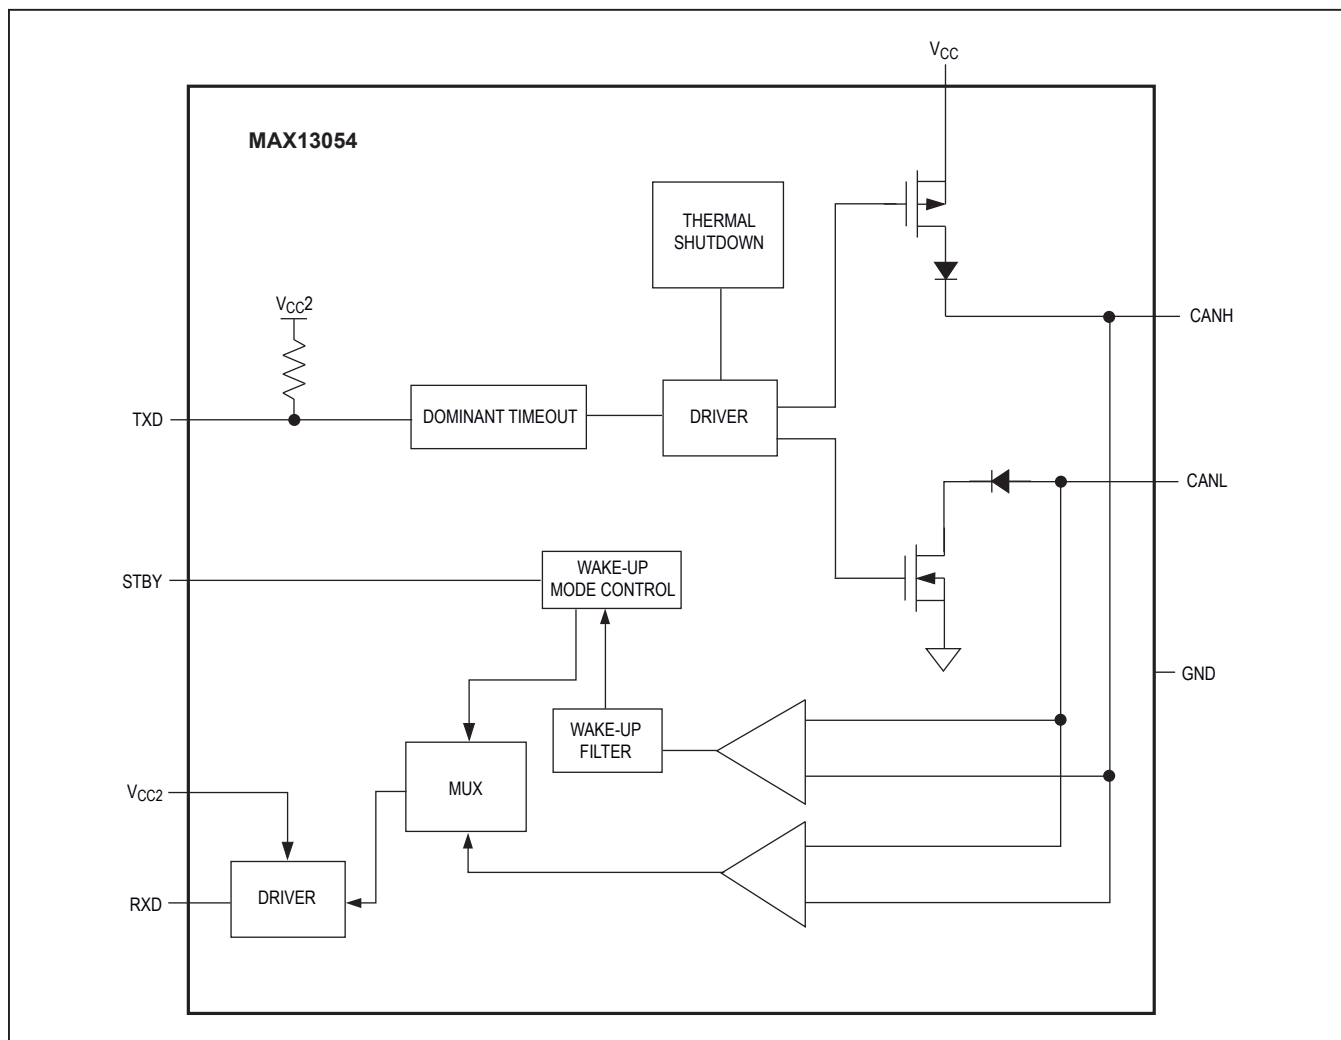 VCC
MAX13054
THERMAL
SHUTDOWN
VCC2
CANH
TXD
DOMINANT TIMEOUT
DRIVER
CANL
STBY
WAKE-UP
MODE CONTROL
GND
WAKE-UP
FILTER
VCC2
MUX
RXD
DRIVER